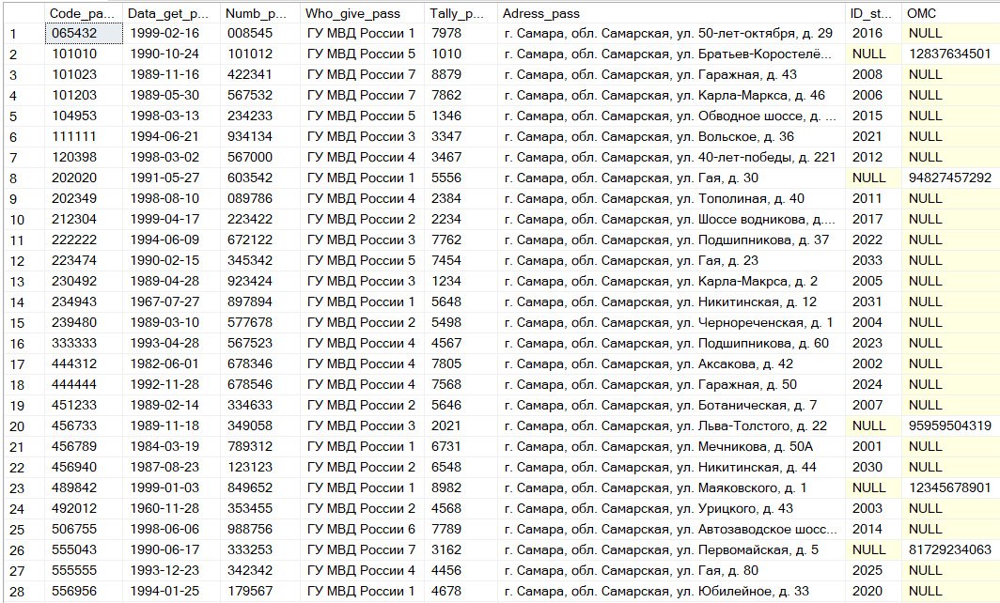 Code_pa... Data_get_p... Numb_p... Who_give_pass Tally_p... Adress_pass ID_st... OMC
1 065432 1999-02-16 008545 ГУ МВД России 1 7978 г. Самара, обл. Самарская, ул. 50-лет-октября, д. 29 2016 NULL
2 101010 1990-10-24 101012 ГУ МВД России 5 1010 г. Самара, обл. Самарская, ул. Братьев-Коростелё... NULL 12837634501
3 101023 1989-11-16 422341 ГУ МВД России 7 8879 г. Самара, обл. Самарская, ул. Гаражная, д. 43 2008 NULL
4 101203 1989-05-30 567532 ГУ МВД России 7 7862 г. Самара, обл. Самарская, ул. Карла-Маркса, д. 46 2006 NULL
5 104953 1998-03-13 234233 ГУ МВД России 5 1346 г. Самара, обл. Самарская, ул. Обводное шоссе, д. ... 2015 NULL
6 111111 1994-06-21 934134 ГУ МВД России 3 3347 г. Самара, обл. Самарская, ул. Вольское, д. 36 2021 NULL
7 120398 1998-03-02 567000 ГУ МВД России 4 3467 г. Самара, обл. Самарская, ул. 40-лет-победы, д. 221 2012 NULL
8 202020 1991-05-27 603542 ГУ МВД России 1 5556 г. Самара, обл. Самарская, ул. Гая, д. 30 NULL 94827457292
9 202349 1998-08-10 089786 ГУ МВД России 4 2384 г. Самара, обл. Самарская, ул. Тополиная, д. 40 2011 NULL
10 212304 1999-04-17 223422 ГУ МВД России 2 2234 г. Самара, обл. Самарская, ул. Шоссе водникова, д.... 2017 NULL
11 222222 1994-06-09 672122 ГУ МВД России 3 7762 г. Самара, обл. Самарская, ул. Подшипникова, д. 37 2022 NULL
12 223474 1990-02-15 345342 ГУ МВД России 5 7454 г. Самара, обл. Самарская, ул. Гая, д. 23 2033 NULL
13 230492 1989-04-28 923424 ГУ МВД России 3 1234 г. Самара, обл. Самарская, ул. Карла-Макрса, д. 2 2005 NULL
14 234943 1967-07-27 897894 ГУ МВД России 1 5648 г. Самара, обл. Самарская, ул. Никитинская, д. 12 2031 NULL
15 239480 1989-03-10 577678 ГУ МВД России 2 5498 г. Самара, обл. Самарская, ул. Чернореченская, д. 1 2004 NULL
16 333333 1993-04-28 567523 ГУ МВД России 4 4567 г. Самара, обл. Самарская, ул. Подшипникова, д. 60 2023 NULL
17 444312 1982-06-01 678346 ГУ МВД России 4 7805 г. Самара, обл. Самарская, ул. Аксакова, д. 42 2002 NULL
18 444444 1992-11-28 678546 ГУ МВД России 4 7568 г. Самара, обл. Самарская, ул. Гаражная, д. 50 2024 NULL
19 451233 1989-02-14 334633 ГУ МВД России 2 5646 г. Самара, обл. Самарская, ул. Ботаническая, д. 7 2007 NULL
20 456733 1989-11-18 349058 ГУ МВД России 3 2021 г. Самара, обл. Самарская, ул. Льва-Толстого, д. 22 NULL 95959504319
21 456789 1984-03-19 789312 ГУ МВД России 1 6731 г. Самара, обл. Самарская, ул. Мечникова, д. 50А 2001 NULL
22 456940 1987-08-23 123123 ГУ МВД России 2 6548 г. Самара, обл. Самарская, ул. Никитинская, д. 44 2030 NULL
23 489842 1999-01-03 849652 ГУ МВД России 1 8982 г. Самара, обл. Самарская, ул. Маяковского, д. 1 NULL 12345678901
24 492012 1960-11-28 353455 ГУ МВД России 2 4568 г. Самара, обл. Самарская, ул. Урицкого, д. 43 2003 NULL
25 506755 1998-06-06 988756 ГУ МВД России 6 7789 г. Самара, обл. Самарская, ул. Автозаводское шосс... 2014 NULL
26 555043 1990-06-17 333253 ГУ МВД России 7 3162 г. Самара, обл. Самарская, ул. Первомайская, д. 5 NULL 81729234063
27 555555 1993-12-23 342342 ГУ МВД России 4 4456 г. Самара, обл. Самарская, ул. Гая, д. 80 2025 NULL
28 556956 1994-01-25 179567 ГУ МВД России 1 4678 г. Самара, обл. Самарская, ул. Юбилейное, д. 33 2020 NULL